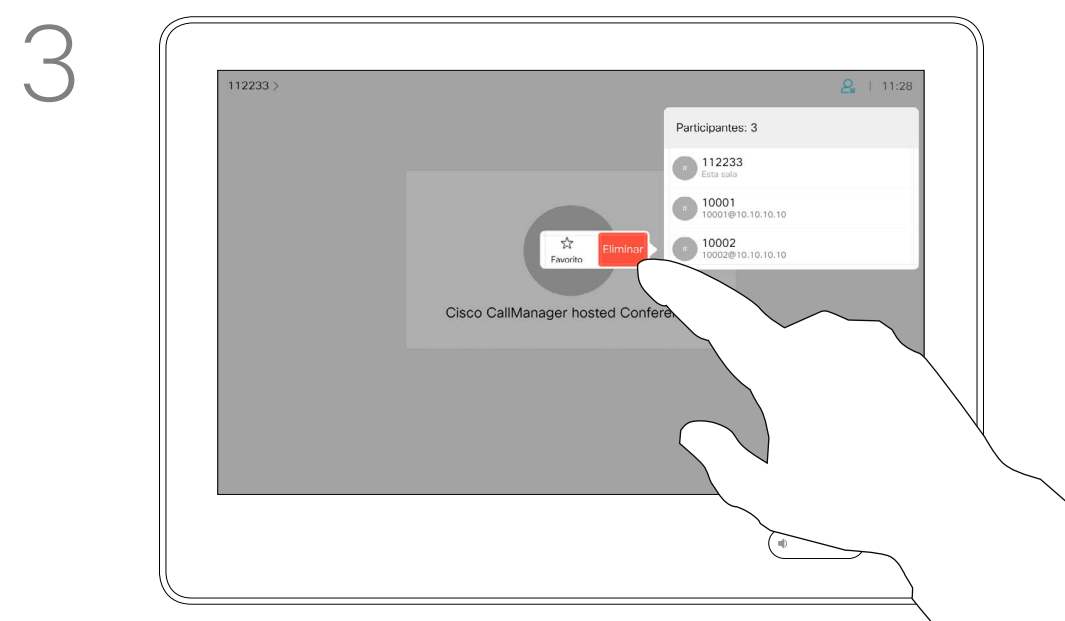 3
112233 >
11:28
Participantes: 3
112233
Esta sala
10001
10001@10.10.10.10
10002
10002@10.10.10.10
Favorito
Eliminar
Cisco CallManager hosted Confere